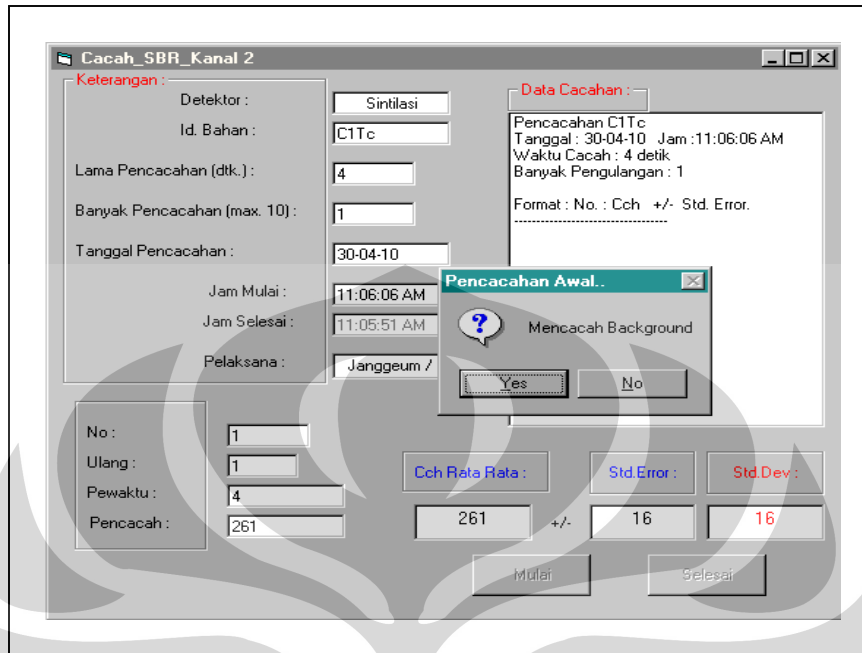 Cacah_SBR_Kanal 2
Keterangan :
Detektor :
Sintilasi
Id. Bahan :
C1Tc
Lama Pencacahan (dtk.) :
4
Banyak Pencacahan (max. 10) :
1
Tanggal Pencacahan :
30-04-10
Jam Mulai :
11:06:06 AM
Jam Selesai :
11:05:51 AM
Pelaksana :
Janggeum /
Data Cacahan :
Pencacahan C1Tc
Tanggal : 30-04-10 Jam :11:06:06 AM
Waktu Cacah : 4 detik
Banyak Pengulangan : 1
Format : No. : Cch +/- Std. Error.
-----------------------------------
Pencacahan Awal..
Mencacah Background
Yes
No
No :
1
Ulang :
1
Pewaktu :
4
Pencacah :
261
Cch Rata Rata :
Std.Error :
Std.Dev :
261
+/-
16
16
Mulai
Selesai